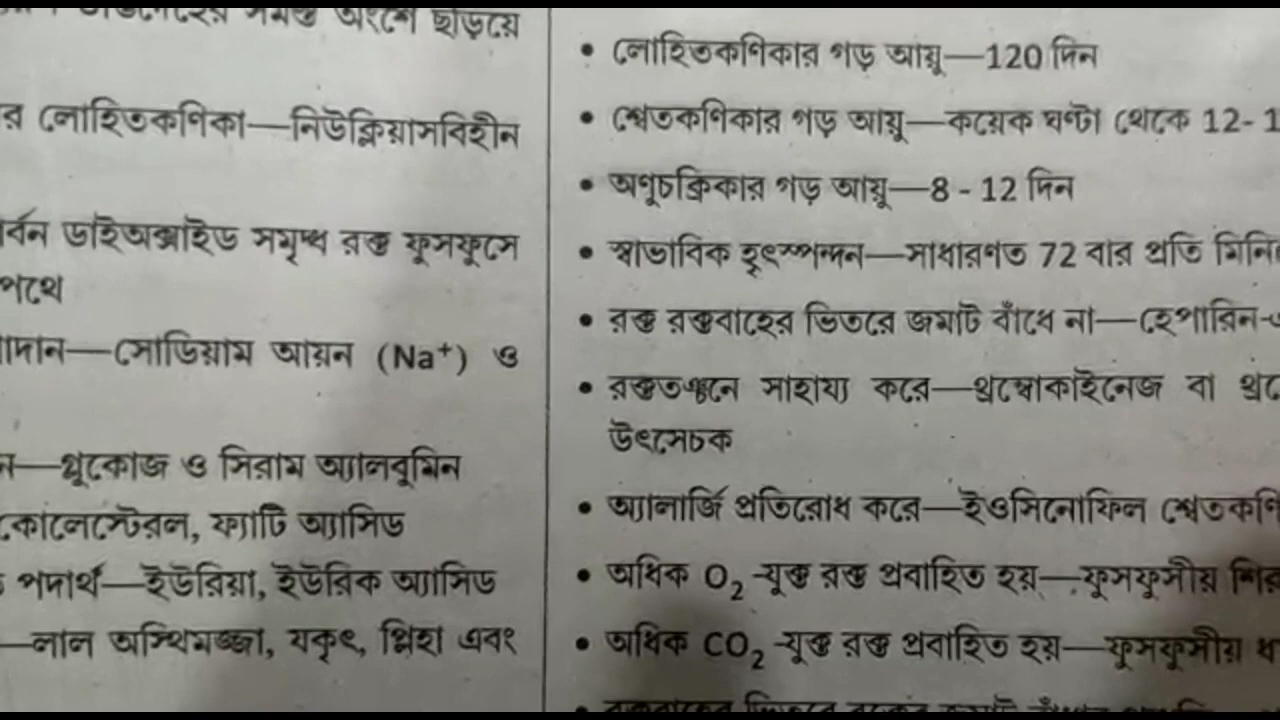 অংশে ছড়িয়ে
র লোহিতকণিকা—নিউক্লিয়াসবিহীন
ডাইঅক্সাইড সমৃদ্ধ রক্ত ফুসফুসে
পথে
সোডিয়াম আয়ন (Na⁺) ও
গ্লুকোজ ও সিরাম অ্যালবুমিন
কোলেস্টেরল, ফ্যাটি অ্যাসিড
পদার্থ—ইউরিয়া, ইউরিক অ্যাসিড
—লাল অস্থিমজ্জা, যকৃৎ, প্লিহা এবং
• লোহিতকণিকার গড় আয়ু—120 দিন
• শ্বেতকণিকার গড় আয়ু—কয়েক ঘণ্টা থেকে 12-
• অণুচক্রিকার গড় আয়ু—8 - 12 দিন
• স্বাভাবিক হৃৎস্পন্দন—সাধারণত 72 বার প্রতি
• রক্ত রক্তবাহের ভিতরে জমাট বাঁধে না—হেপারিন-
• রক্ততঞ্চনে সাহায্য করে—থ্রম্বোকাইনেজ বা
উৎসেচক
• অ্যালার্জি প্রতিরোধ করে—ইওসিনোফিল
• অধিক O₂ -যুক্ত রক্ত প্রবাহিত হয়—ফুসফুসীয়
• অধিক CO₂ -যুক্ত রক্ত প্রবাহিত হয়—ফুসফুসীয়